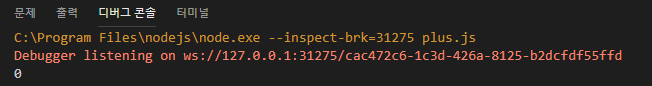 문제 출력 디버그 콘솔 터미널
C:\Program Files\nodejs\node.exe --inspect-brk=31275 plus.js
Debugger listening on ws://127.0.0.1:31275/cac472c6-1c3d-426a-8125-b2dcfdf55ffd
0